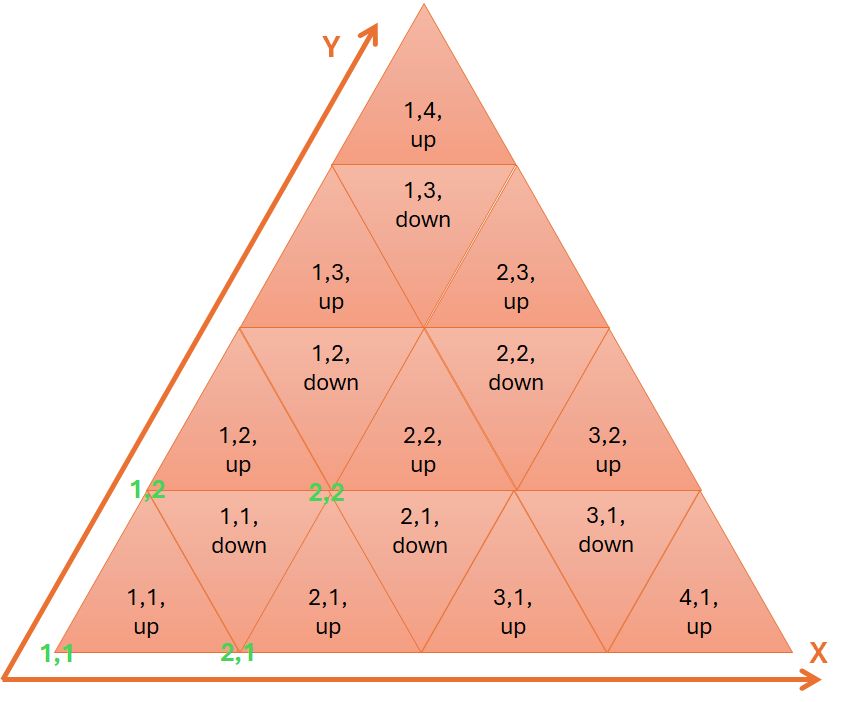 Y
1,4,
up
1,3,
down
1,3,
up
2,3,
up
1,2,
down
2,2,
down
1,2,
up
2,2,
up
3,2,
up
1,2
2,2
1,1,
down
2,1,
down
3,1,
down
1,1,
up
2,1,
up
3,1,
up
4,1,
up
1,1
2,1
X